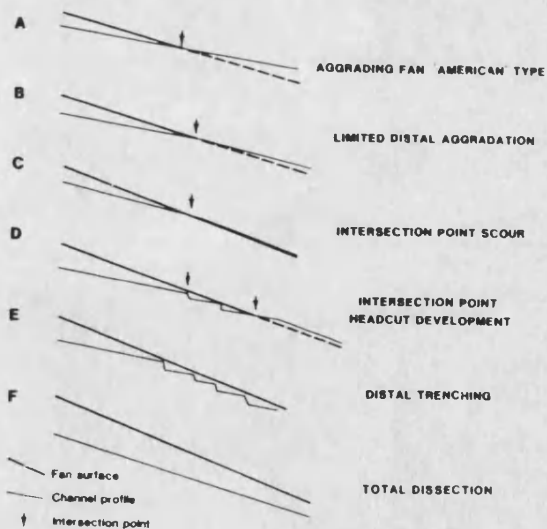 A
AGGRADING FAN 'AMERICAN' TYPE
B
LIMITED DISTAL AGGRADATION
C
INTERSECTION POINT SCOUR
D
INTERSECTION POINT
HEADCUT DEVELOPMENT
E
DISTAL TRENCHING
F
TOTAL DISSECTION
Fan surface
Channel profile
Intersection point